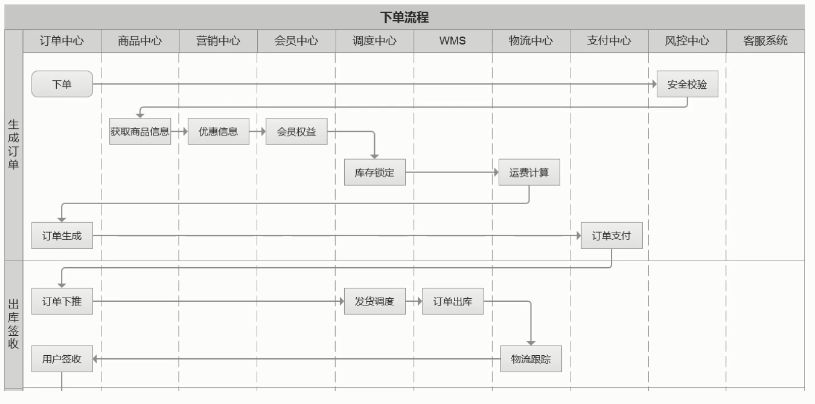 下单流程
订单中心 商品中心 营销中心 会员中心 调度中心 WMS 物流中心 支付中心 风控中心 客服系统
生成订单
下单 安全校验
获取商品信息 优惠信息 会员权益
库存锁定 运费计算
订单生成 订单支付
出库签收
订单下推 发货调度 订单出库
用户签收 物流跟踪